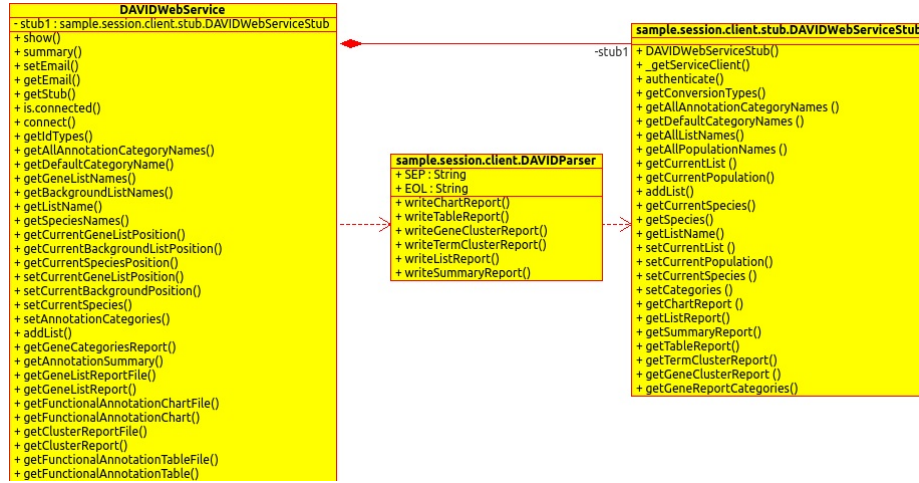 DAVIDWebService
- stub1 : sample.session.client.stub.DAVIDWebServiceStub
+ show()
+ summary()
+ setEmail()
+ getEmail()
+ getStub()
+ is.connected()
+ connect()
+ getIdTypes()
+ getAllAnnotationCategoryNames()
+ getDefaultCategoryName()
+ getGeneListNames()
+ getBackgroundListNames()
+ getListName()
+ getSpeciesNames()
+ getCurrentGeneListPosition()
+ getCurrentBackgroundListPosition()
+ getCurrentSpeciesPosition()
+ setCurrentGeneListPosition()
+ setCurrentBackgroundPosition()
+ setCurrentSpecies()
+ setAnnotationCategories()
+ addList()
+ getGeneCategoriesReport()
+ getAnnotationSummary()
+ getGeneListReportFile()
+ getGeneListReport()
+ getFunctionalAnnotationChartFile()
+ getFunctionalAnnotationChart()
+ getClusterReportFile()
+ getClusterReport()
+ getFunctionalAnnotationTableFile()
+ getFunctionalAnnotationTable()
-stub1
sample.session.client.DAVIDParser
+ SEP : String
+ EOL : String
+ writeChartReport()
+ writeTableReport()
+ writeGeneClusterReport()
+ writeTermClusterReport()
+ writeListReport()
+ writeSummaryReport()
sample.session.client.stub.DAVIDWebServiceStub
+ DAVIDWebServiceStub()
+ _getServiceClient()
+ authenticate()
+ getConversionTypes()
+ getAllAnnotationCategoryNames ()
+ getDefaultCategoryNames ()
+ getAllListNames()
+ getAllPopulationNames ()
+ getCurrentList ()
+ getCurrentPopulation()
+ addList()
+ getCurrentSpecies()
+ getSpecies()
+ getListName()
+ setCurrentList ()
+ setCurrentPopulation()
+ setCurrentSpecies ()
+ setCategories ()
+ getChartReport ()
+ getListReport()
+ getSummaryReport()
+ getTableReport()
+ getTermClusterReport()
+ getGeneClusterReport ()
+ getGeneReportCategories()